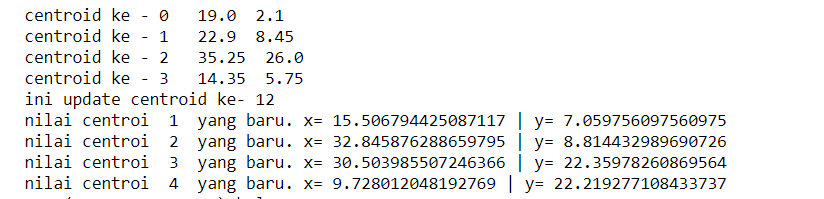 centroid ke - 0   19.0  2.1
centroid ke - 1   22.9  8.45
centroid ke - 2   35.25  26.0
centroid ke - 3   14.35  5.75
ini update centroid ke- 12
nilai centroi  1  yang baru. x= 15.506794425087117 | y= 7.059756097560975
nilai centroi  2  yang baru. x= 32.845876288659795 | y= 8.814432989690726
nilai centroi  3  yang baru. x= 30.503985507246366 | y= 22.35978260869564
nilai centroi  4  yang baru. x= 9.728012048192769 | y= 22.219277108433737